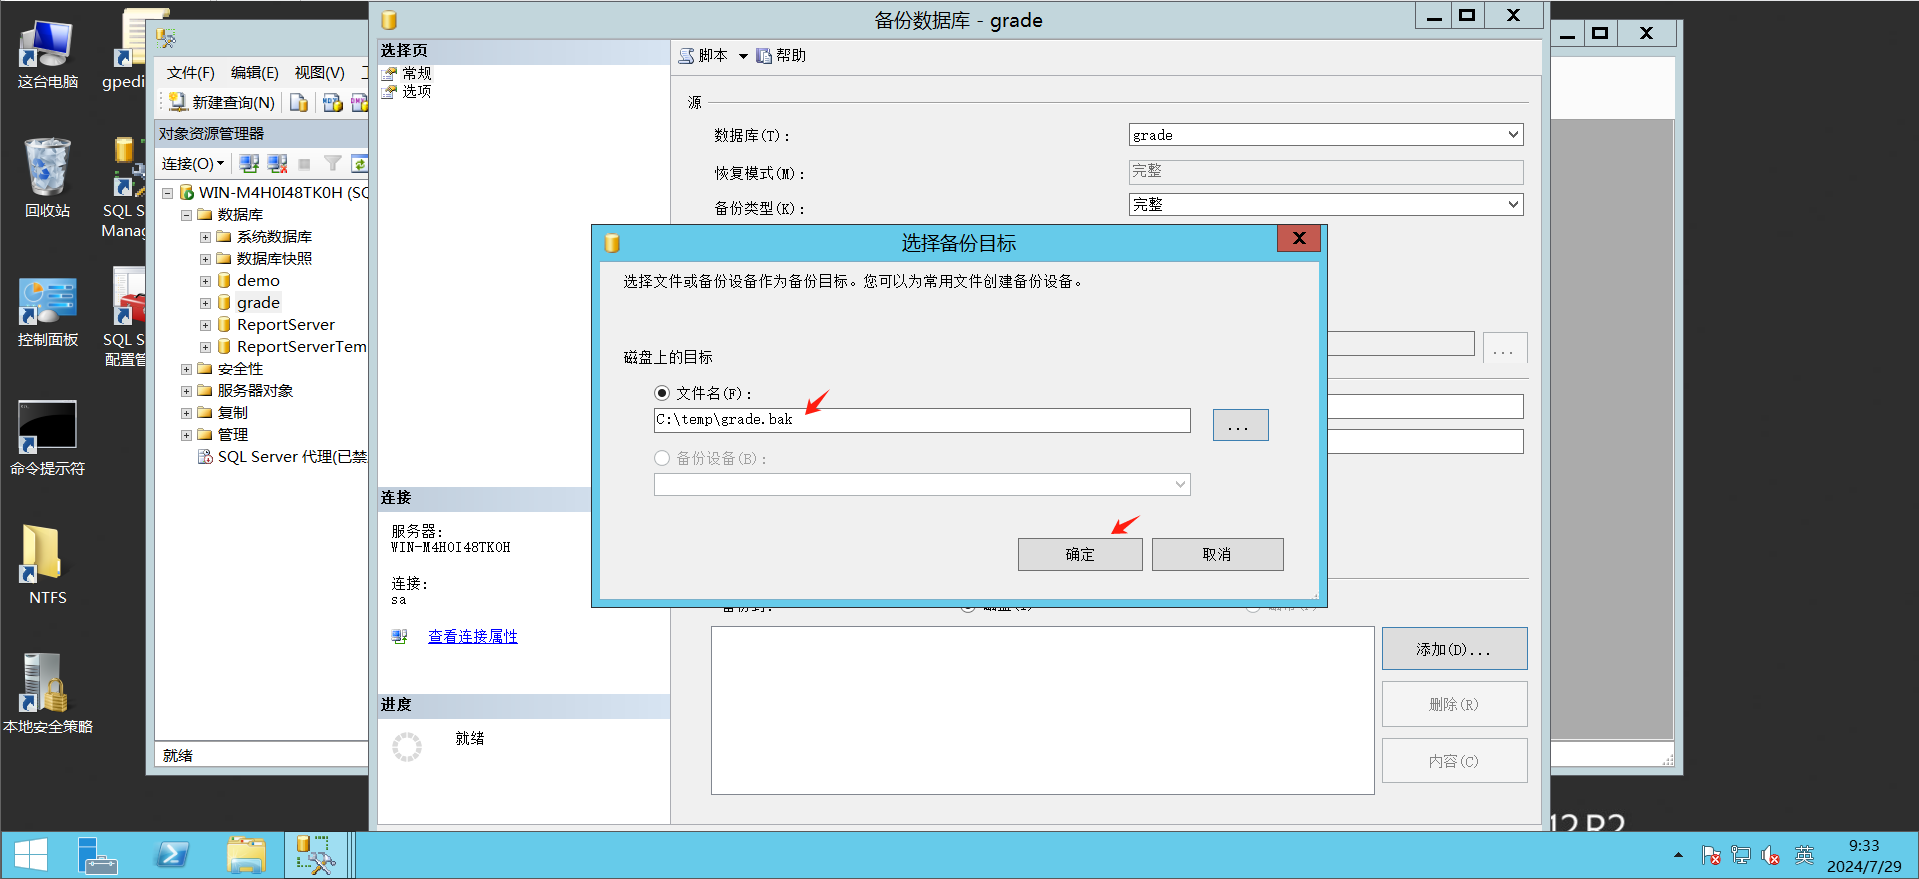 这台电脑
gpedi
回收站
SQL S
Manag
控制面板
SQL S
配置管
命令提示符
NTFS
本地安全策略
文件(F)
编辑(E)
视图(V)
新建查询(N)
对象资源管理器
连接(O)
WIN-M4H0I48TK0H (SQ
数据库
系统数据库
数据库快照
demo
grade
ReportServer
ReportServerTem
安全性
服务器对象
复制
管理
SQL Server 代理(已禁
就绪
备份数据库 - grade
选择页
常规
选项
脚本
帮助
源
数据库(T):
grade
恢复模式(M):
完整
备份类型(K):
完整
...
选择备份目标
X
选择文件或备份设备作为备份目标。您可以为常用文件创建备份设备。
磁盘上的目标
文件名(F):
C:\temp\grade.bak
...
备份设备(B):
确定
取消
连接
服务器:
WIN-M4H0I48TK0H
连接:
sa
查看连接属性
进度
就绪
添加(D)...
删除(R)
内容(C)
12 R2
英
9:33
2024/7/29